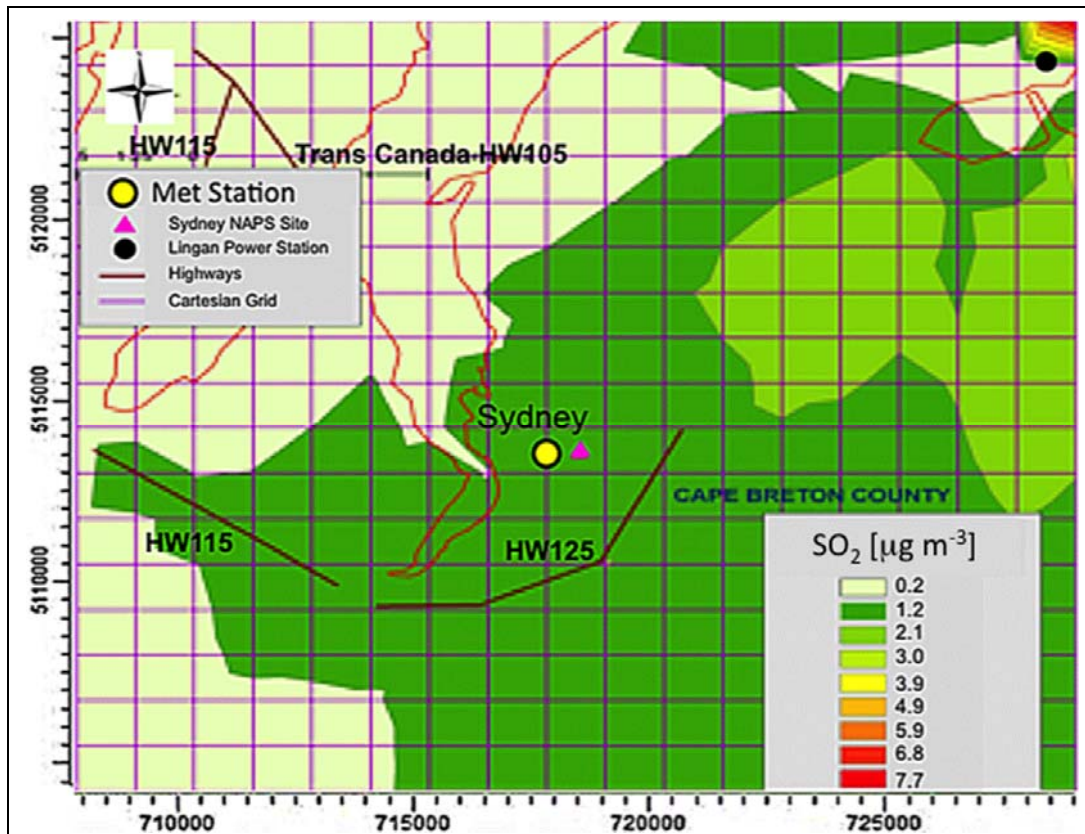 HW115
Trans Canada-HW105
Met Station
Sydney NAPS Site
Lingan Power Station
Highways
Cartesian Grid
5120000
5115000
5110000
Sydney
CAPE BRETON COUNTY
HW115
HW125
SO₂ [µg m⁻³]
0.2
1.2
2.1
3.0
3.9
4.9
5.9
6.8
7.7
710000 715000 720000 725000